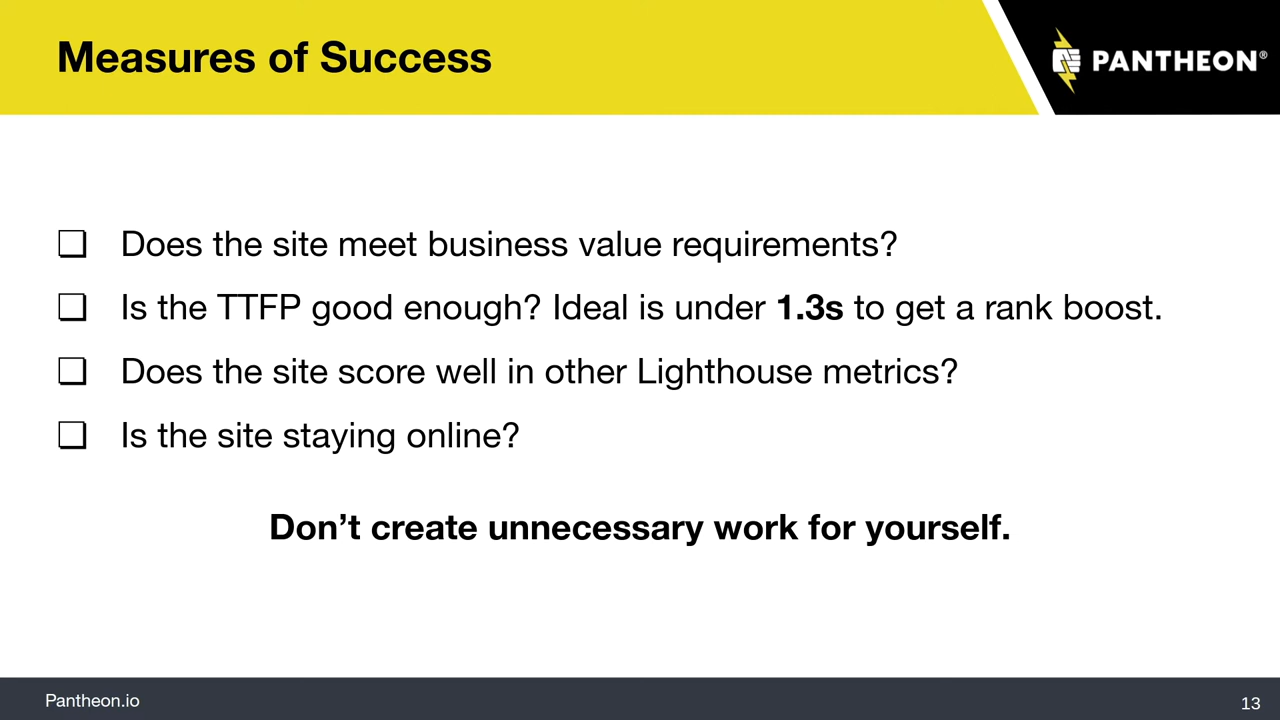 Measures of Success
PANTHEON®
❏ Does the site meet business value requirements?
❏ Is the TTFP good enough? Ideal is under 1.3s to get a rank boost.
❏ Does the site score well in other Lighthouse metrics?
❏ Is the site staying online?
Don’t create unnecessary work for yourself.
Pantheon.io
13